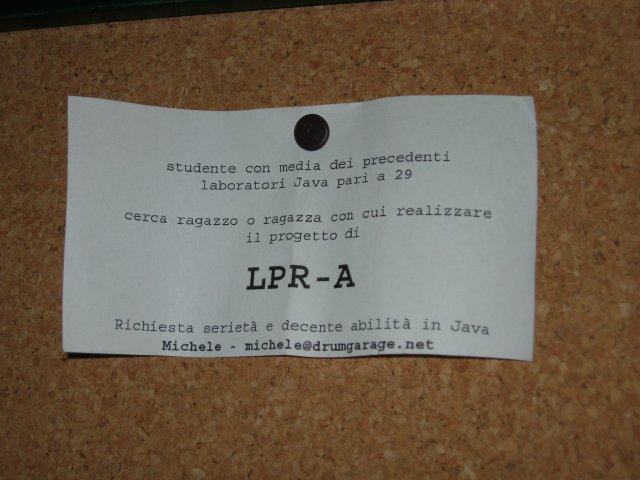 studente con media dei precedenti
laboratori Java pari a 29
cerca ragazzo o ragazza con cui realizzare
il progetto di
LPR-A
Richiesta serietà e decente abilità in Java
Michele - michele@drumgarage.net